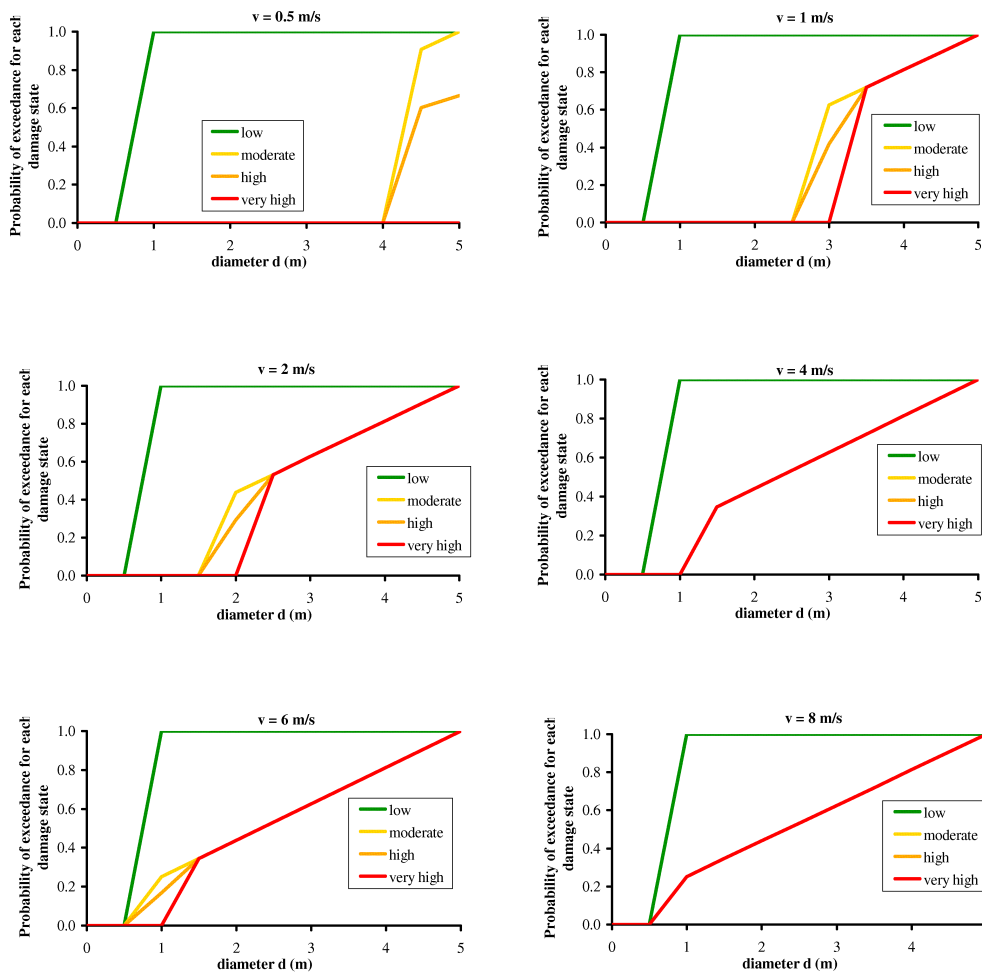 v = 0.5 m/s
Probability of exceedance for each
damage state
1.0
0.8
0.6
0.4
0.2
0.0
low
moderate
high
very high
0 1 2 3 4 5
diameter d (m)
v = 1 m/s
Probability of exceedance for each
damage state
1.0
0.8
0.6
0.4
0.2
0.0
low
moderate
high
very high
0 1 2 3 4 5
diameter d (m)
v = 2 m/s
Probability of exceedance for each
damage state
1.0
0.8
0.6
0.4
0.2
0.0
low
moderate
high
very high
0 1 2 3 4 5
diameter d (m)
v = 4 m/s
Probability of exceedance for each
damage state
1.0
0.8
0.6
0.4
0.2
0.0
low
moderate
high
very high
0 1 2 3 4 5
diameter d (m)
v = 6 m/s
Probability of exceedance for each
damage state
1.0
0.8
0.6
0.4
0.2
0.0
low
moderate
high
very high
0 1 2 3 4 5
diameter d (m)
v = 8 m/s
Probability of exceedance for each
damage state
1.0
0.8
0.6
0.4
0.2
0.0
low
moderate
high
very high
0 1 2 3 4
diameter d (m)